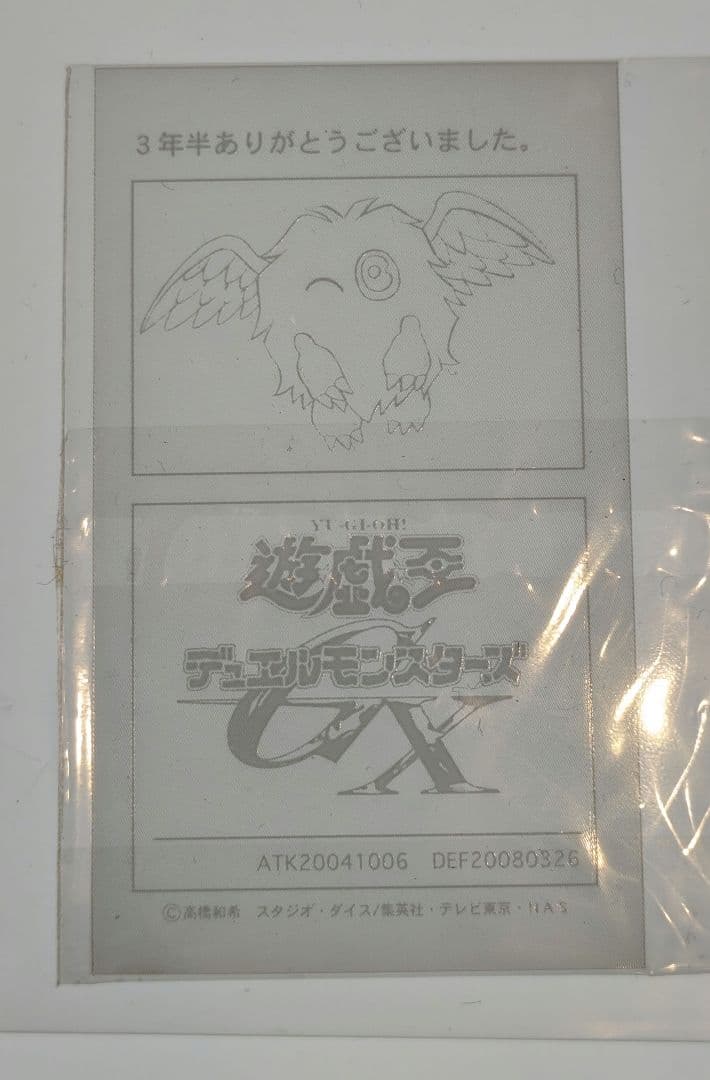 3年半ありがとうございました。
YU-GI-OH!
遊戯王
デュエルモンスターズ
GX
ATK20041006 DEF20080326
©高橋和希 スタジオ・ダイス/集英社・テレビ東京・NAS